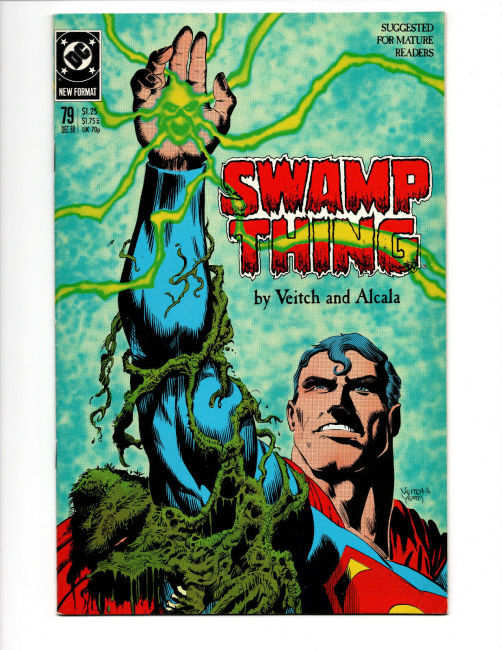 DC
NEW FORMAT
79
DEC 88
$1.25
$1.75
UK 70p
SUGGESTED
FOR MATURE
READERS
SWAMP
THING
by Veitch and Alcala
VEITCH &